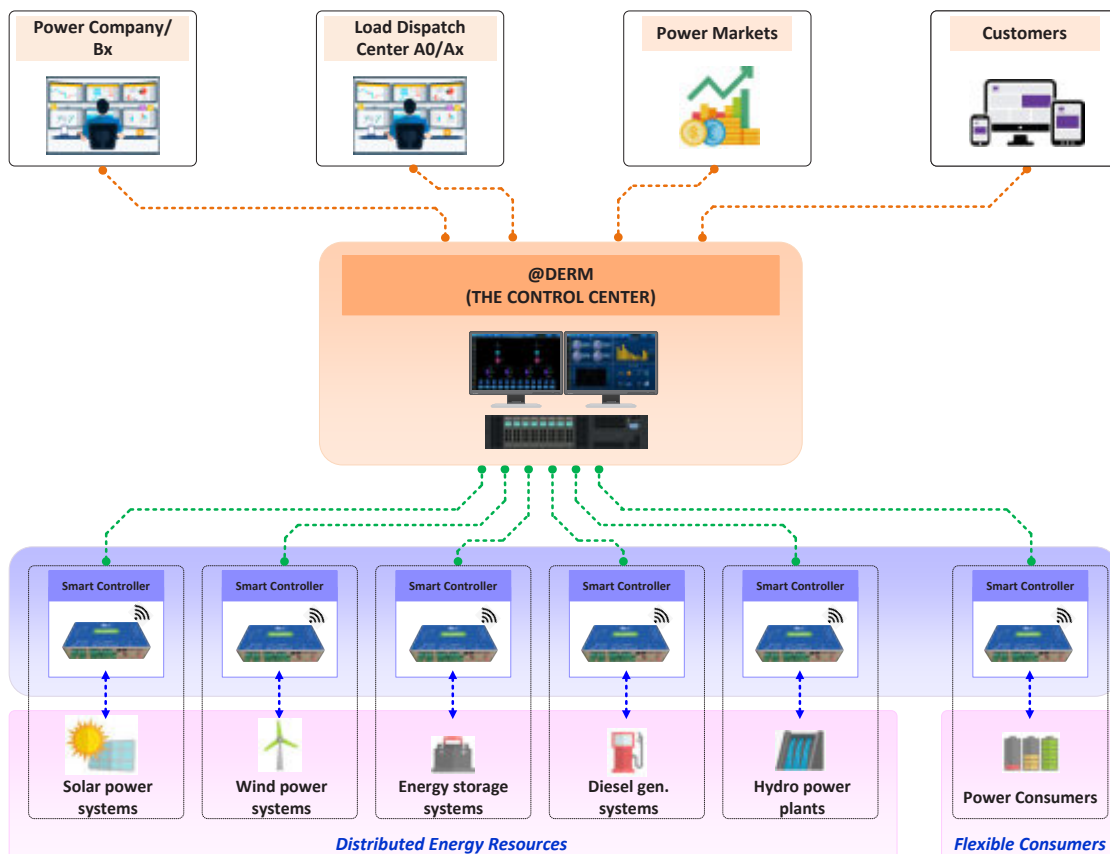 Power Company/
Bx
Load Dispatch
Center A0/Ax
Power Markets
Customers
@DERM
(THE CONTROL CENTER)
Smart Controller
Smart Controller
Smart Controller
Smart Controller
Smart Controller
Smart Controller
Solar power
systems
Wind power
systems
Energy storage
systems
Diesel gen.
systems
Hydro power
plants
Power Consumers
Distributed Energy Resources
Flexible Consumers